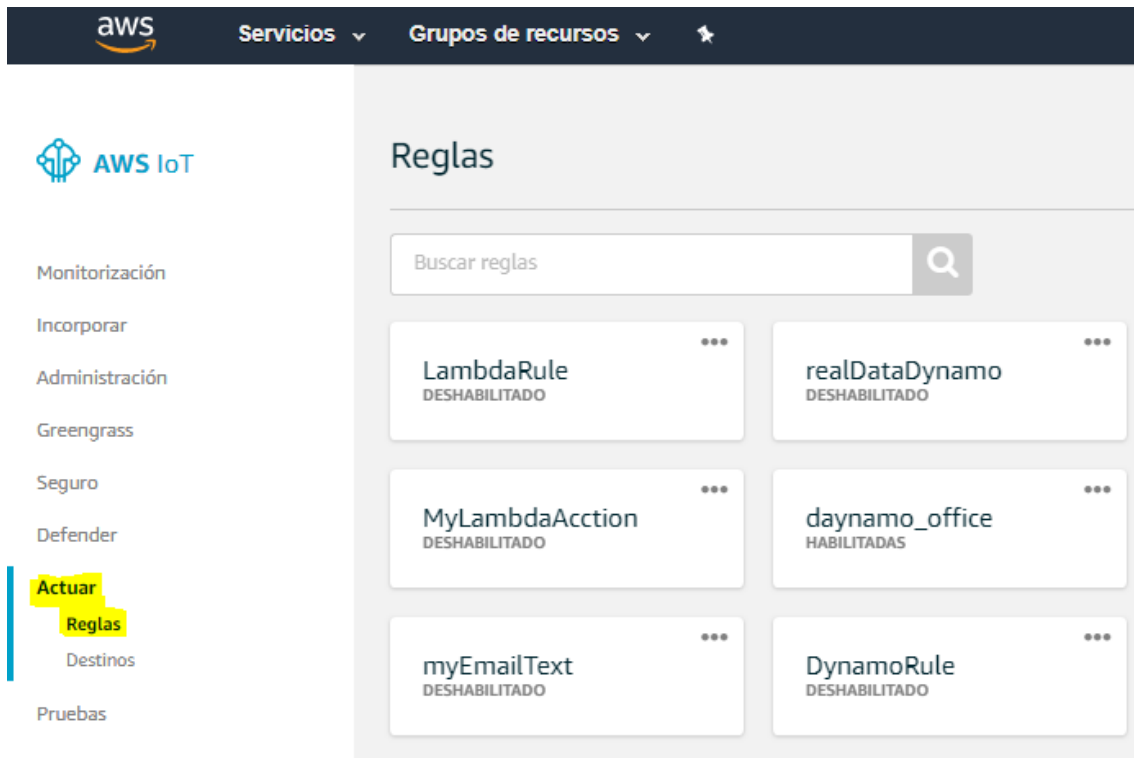 aws Servicios Grupos de recursos
AWS IoT
Monitorización
Incorporar
Administración
Greengrass
Seguro
Defender
Actuar
Reglas
Destinos
Pruebas
Reglas
Buscar reglas
LambdaRule
DESHABILITADO
realDataDynamo
DESHABILITADO
MyLambdaAcction
DESHABILITADO
daynamo_office
HABILITADAS
myEmailText
DESHABILITADO
DynamoRule
DESHABILITADO